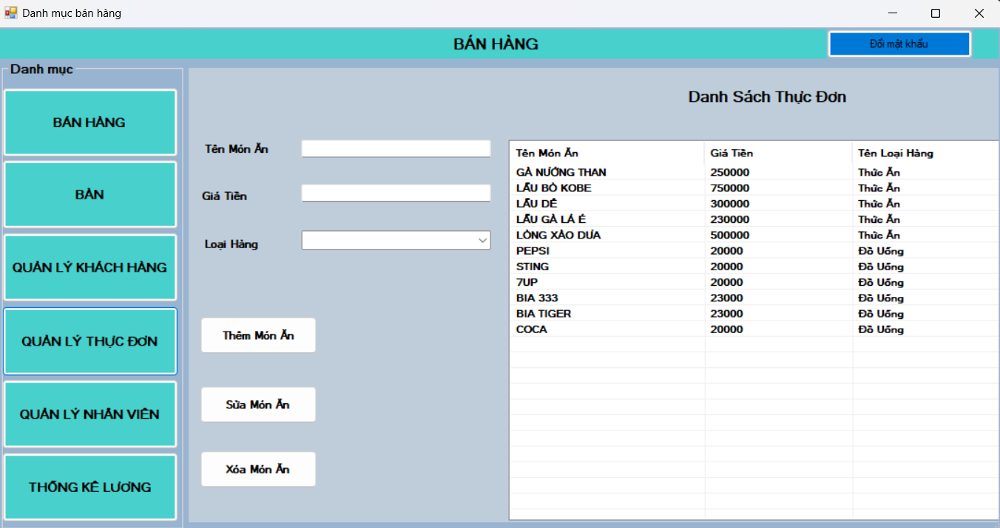 Danh mục bán hàng
BÁN HÀNG
Đổi mật khẩu
Danh mục
BÁN HÀNG
BÀN
QUẢN LÝ KHÁCH HÀNG
QUẢN LÝ THỰC ĐƠN
QUẢN LÝ NHÂN VIÊN
THỐNG KÊ LƯƠNG
Tên Món Ăn
Giá Tiền
Loại Hàng
Thêm Món Ăn
Sửa Món Ăn
Xóa Món Ăn
Danh Sách Thực Đơn
Tên Món Ăn Giá Tiền Tên Loại Hàng
GÀ NƯỚNG THAN 250000 Thức Ăn
LẨU BÒ KOBE 750000 Thức Ăn
LẨU DÊ 300000 Thức Ăn
LẨU GÀ LÁ É 230000 Thức Ăn
LÒNG XÀO DƯA 500000 Thức Ăn
PEPSI 20000 Đồ Uống
STING 20000 Đồ Uống
7UP 20000 Đồ Uống
BIA 333 23000 Đồ Uống
BIA TIGER 23000 Đồ Uống
COCA 20000 Đồ Uống